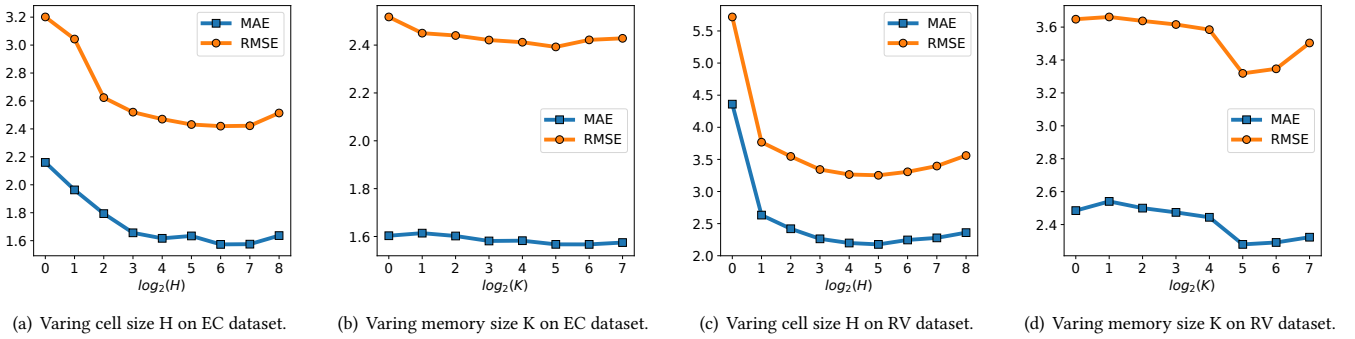 3.2
3.0
2.8
2.6
2.4
2.2
2.0
1.8
1.6
0 1 2 3 4 5 6 7 8
log2(H)
MAE
RMSE
(a) Varing cell size H on EC dataset.
2.4
2.2
2.0
1.8
1.6
0 1 2 3 4 5 6 7
log2(K)
MAE
RMSE
(b) Varing memory size K on EC dataset.
5.5
5.0
4.5
4.0
3.5
3.0
2.5
2.0
0 1 2 3 4 5 6 7 8
log2(H)
MAE
RMSE
(c) Varing cell size H on RV dataset.
3.6
3.4
3.2
3.0
2.8
2.6
2.4
0 1 2 3 4 5 6 7
log2(K)
MAE
RMSE
(d) Varing memory size K on RV dataset.